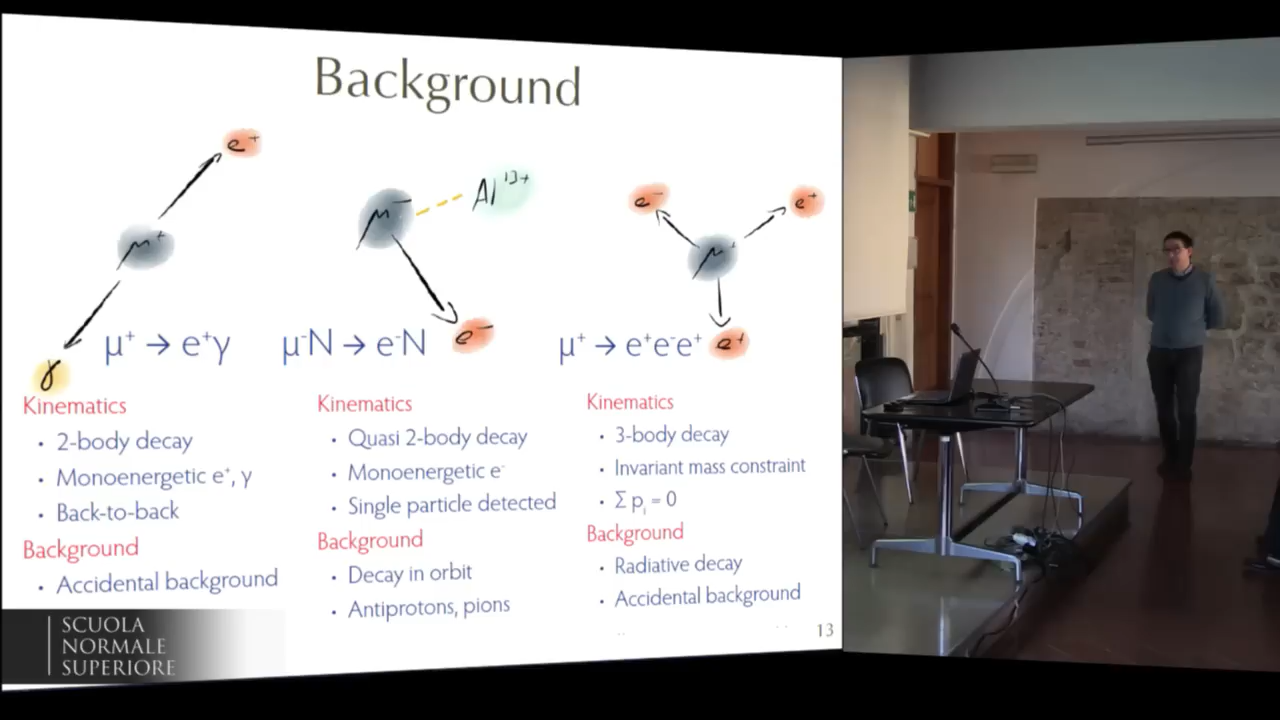 Background
e⁺
μ⁺
γ
μ⁺ → e⁺γ
Kinematics
• 2-body decay
• Monoenergetic e⁺, γ
• Back-to-back
Background
• Accidental background
μ⁻
Al¹³⁺
e⁻
μ⁻N → e⁻N
Kinematics
• Quasi 2-body decay
• Monoenergetic e⁻
• Single particle detected
Background
• Decay in orbit
• Antiprotons, pions
e⁻
e⁺
μ⁺
e⁺
μ⁺ → e⁺e⁻e⁺
Kinematics
• 3-body decay
• Invariant mass constraint
• Σ pᵢ = 0
Background
• Radiative decay
• Accidental background
13
SCUOLA
NORMALE
SUPERIORE